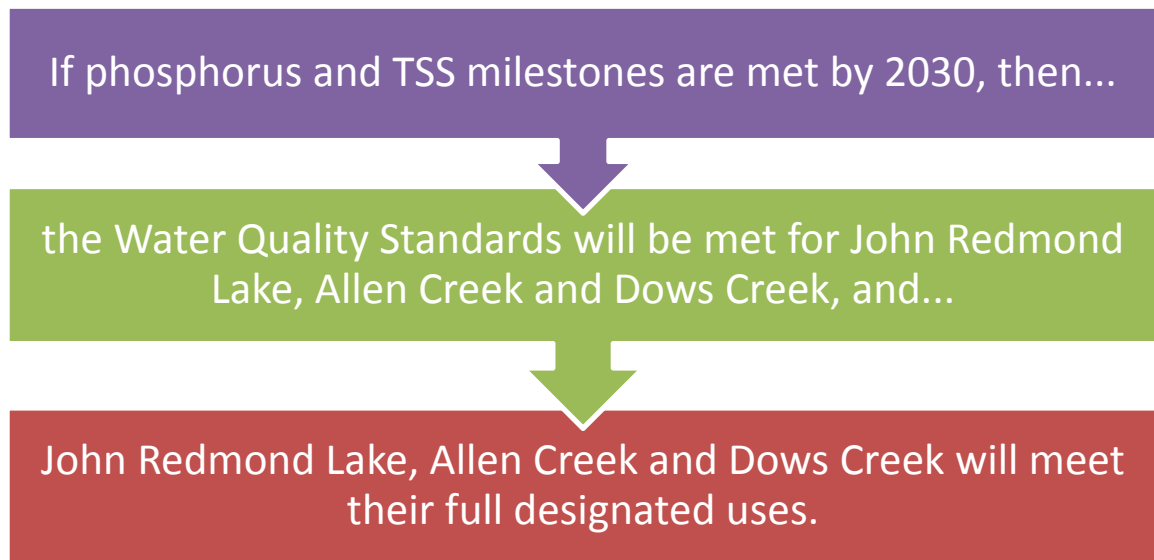 If phosphorus and TSS milestones are met by 2030, then...
the Water Quality Standards will be met for John Redmond
Lake, Allen Creek and Dows Creek, and...
John Redmond Lake, Allen Creek and Dows Creek will meet
their full designated uses.